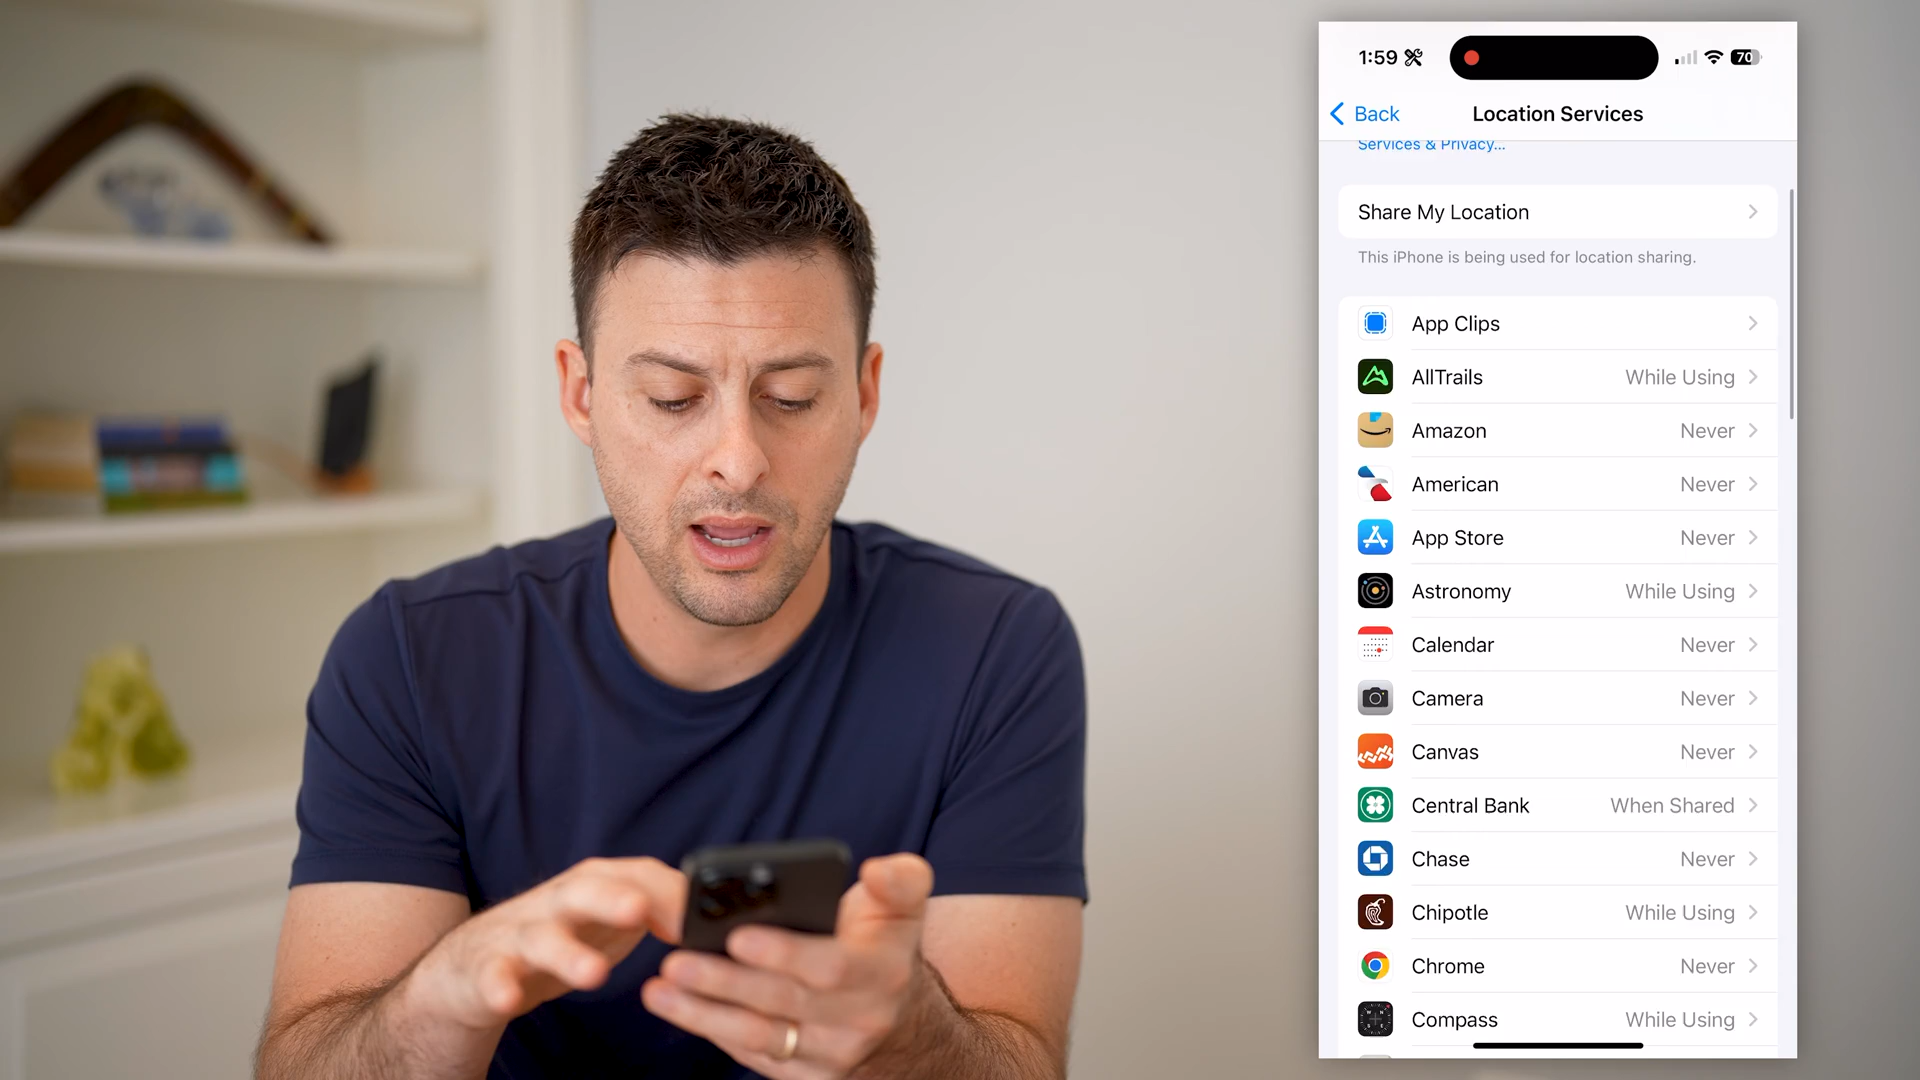 1:59
70
Back
Location Services
Services & Privacy...
Share My Location
This iPhone is being used for location sharing.
App Clips
AllTrails While Using
Amazon Never
American Never
App Store Never
Astronomy While Using
Calendar Never
Camera Never
Canvas Never
Central Bank When Shared
Chase Never
Chipotle While Using
Chrome Never
Compass While Using